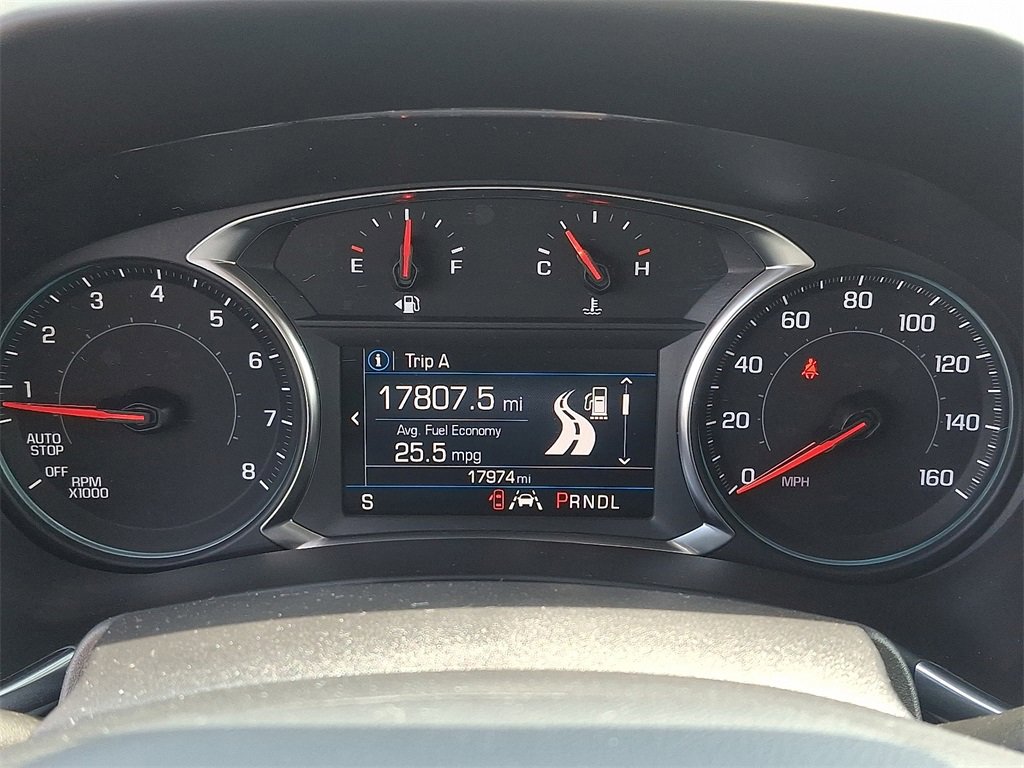 E F
C H
1 2 3 4 5 6 7 8
AUTO
STOP
OFF
RPM
X1000
i Trip A
17807.5 mi
Avg. Fuel Economy
25.5 mpg
17974mi
S PRNDL
0 20 40 60 80 100 120 140 160
MPH